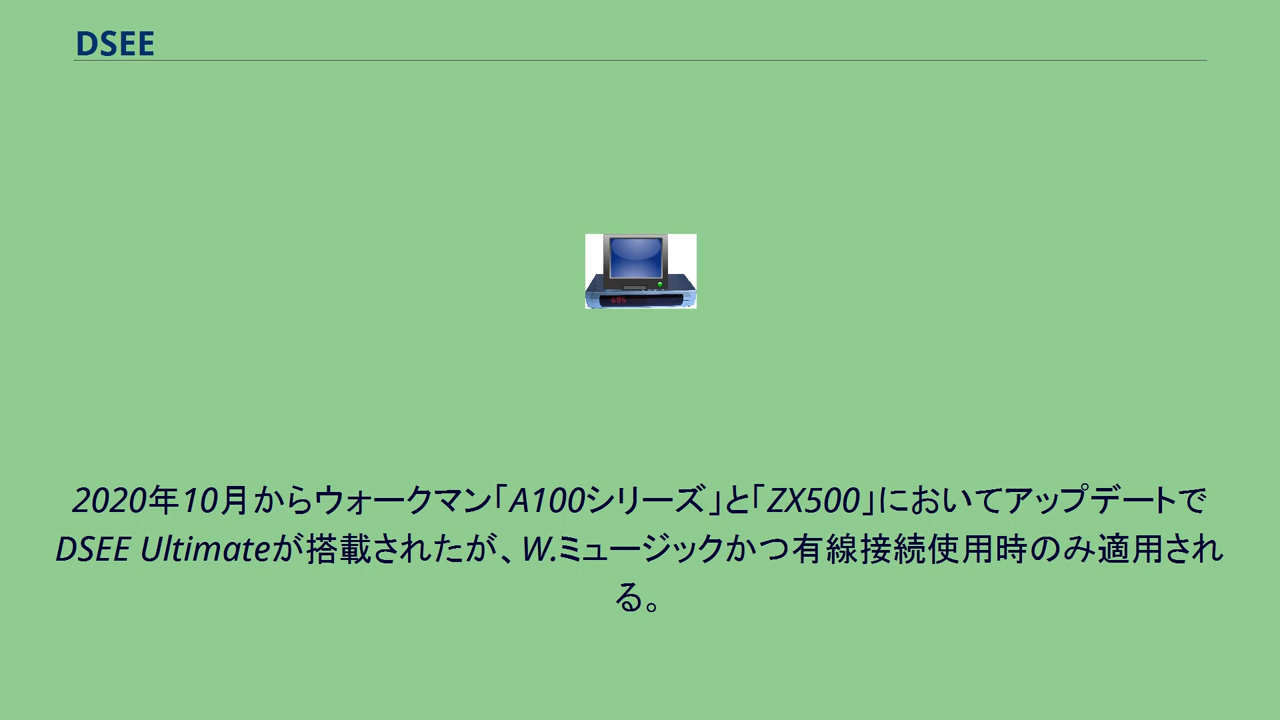 DSEE
686
2020年10月からウォークマン「A100シリーズ」と「ZX500」においてアップデートで
DSEE Ultimateが搭載されたが、W.ミュージックかつ有線接続使用時のみ適用され
る。